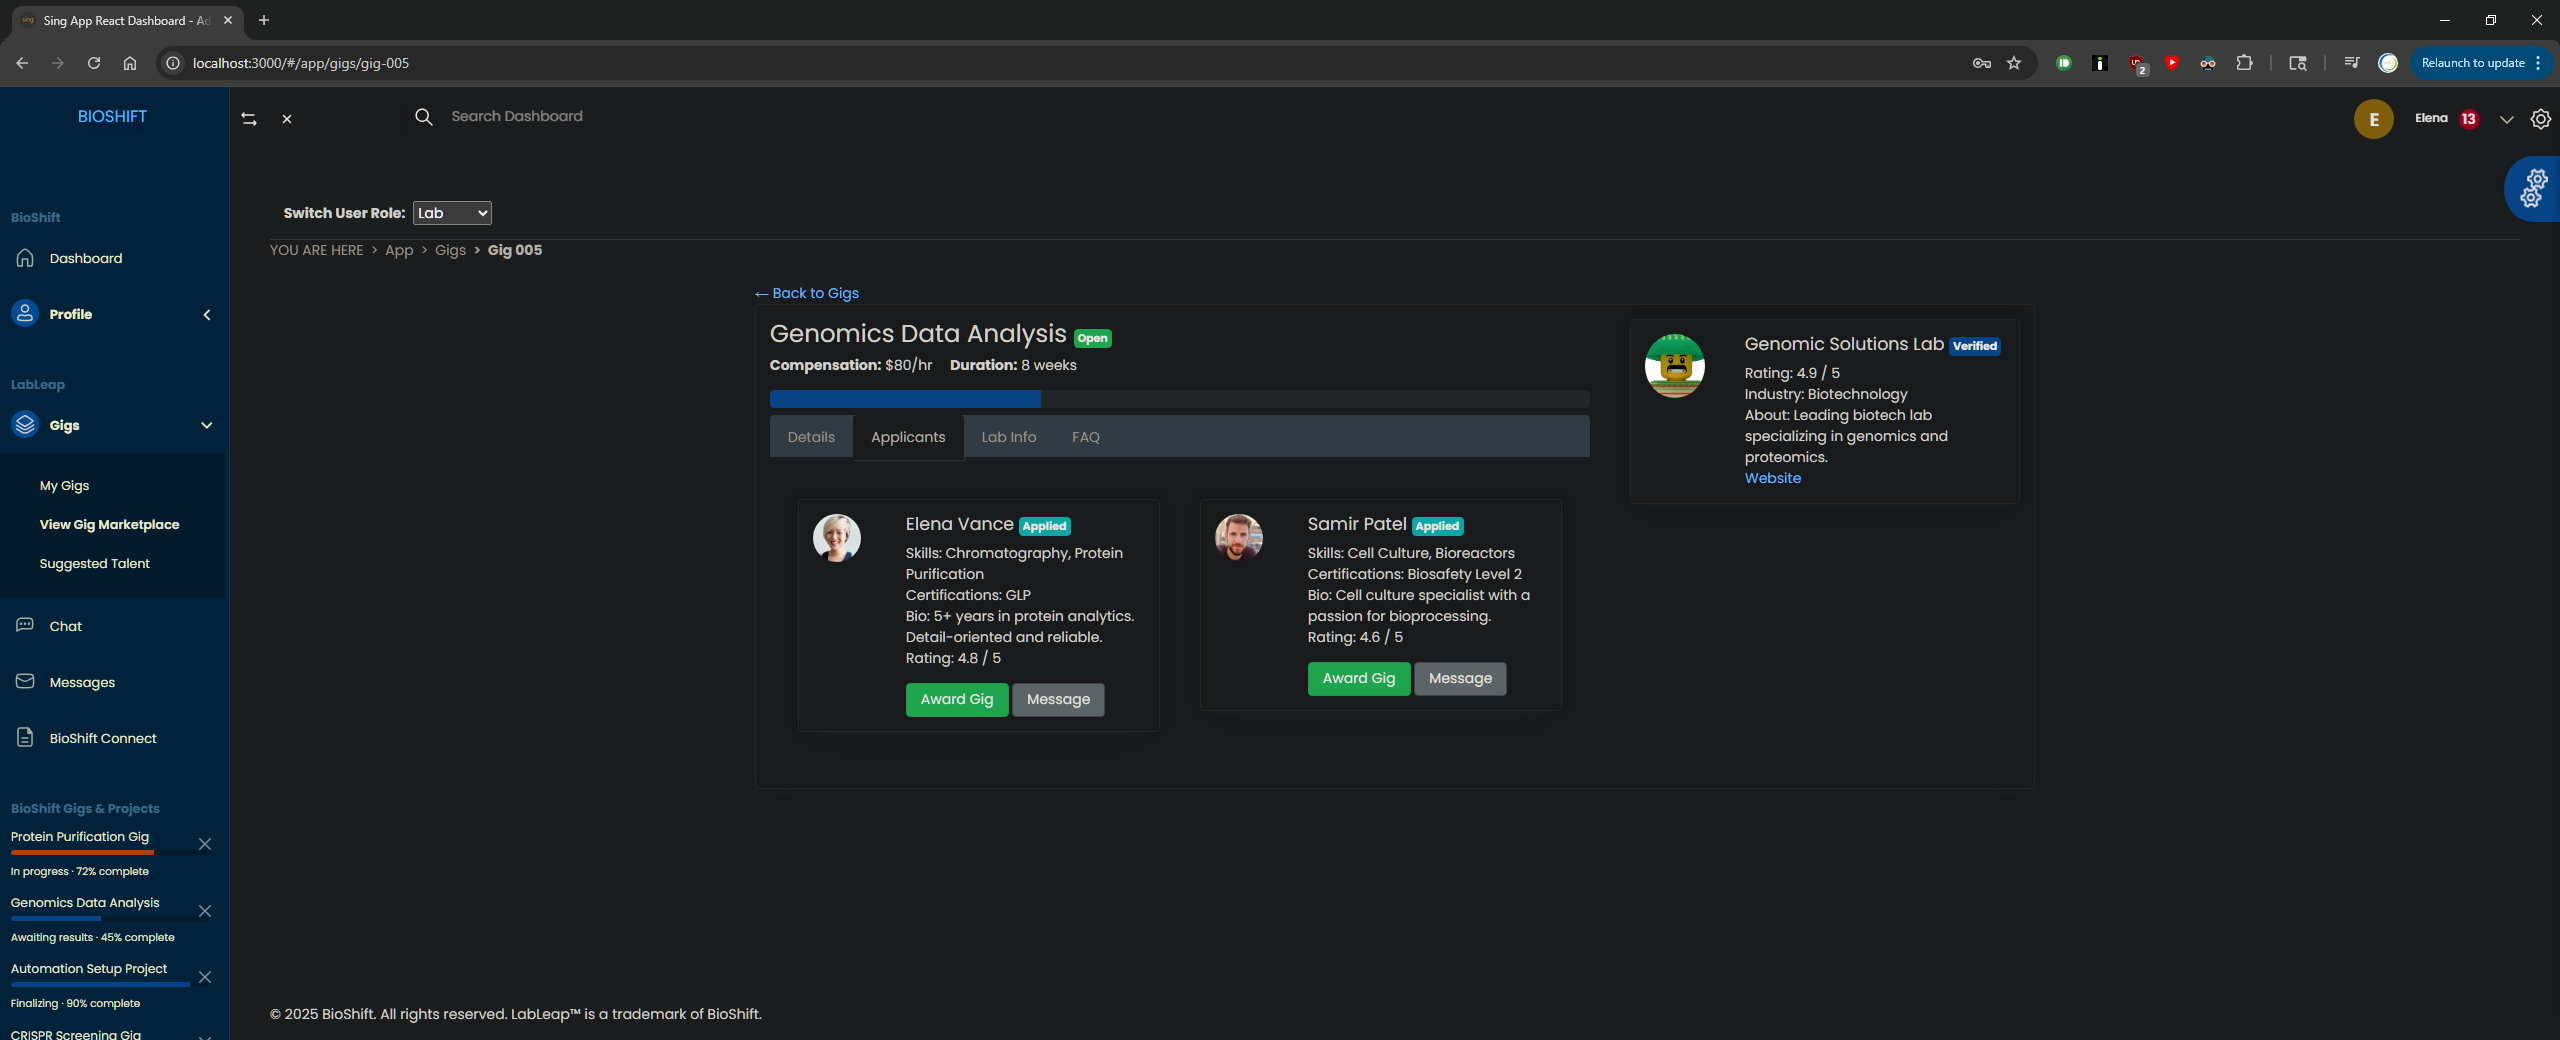 Sing App React Dashboard - Ad
localhost:3000/#/app/gigs/gig-005
2
Relaunch to update
BIOSHIFT
Search Dashboard
E
Elena 13
BioShift
Dashboard
Profile
LabLeap
Gigs
My Gigs
View Gig Marketplace
Suggested Talent
Chat
Messages
BioShift Connect
BioShift Gigs & Projects
Protein Purification Gig
In progress · 72% complete
Genomics Data Analysis
Awaiting results · 45% complete
Automation Setup Project
Finalizing · 90% complete
CRISPR Screening Gig
Switch User Role: Lab
YOU ARE HERE > App > Gigs > Gig 005
← Back to Gigs
Genomics Data Analysis Open
Compensation: $80/hr Duration: 8 weeks
Details Applicants Lab Info FAQ
Elena Vance Applied
Skills: Chromatography, Protein
Purification
Certifications: GLP
Bio: 5+ years in protein analytics.
Detail-oriented and reliable.
Rating: 4.8 / 5
Award Gig Message
Samir Patel Applied
Skills: Cell Culture, Bioreactors
Certifications: Biosafety Level 2
Bio: Cell culture specialist with a
passion for bioprocessing.
Rating: 4.6 / 5
Award Gig Message
Genomic Solutions Lab Verified
Rating: 4.9 / 5
Industry: Biotechnology
About: Leading biotech lab
specializing in genomics and
proteomics.
Website
© 2025 BioShift. All rights reserved. LabLeap™ is a trademark of BioShift.